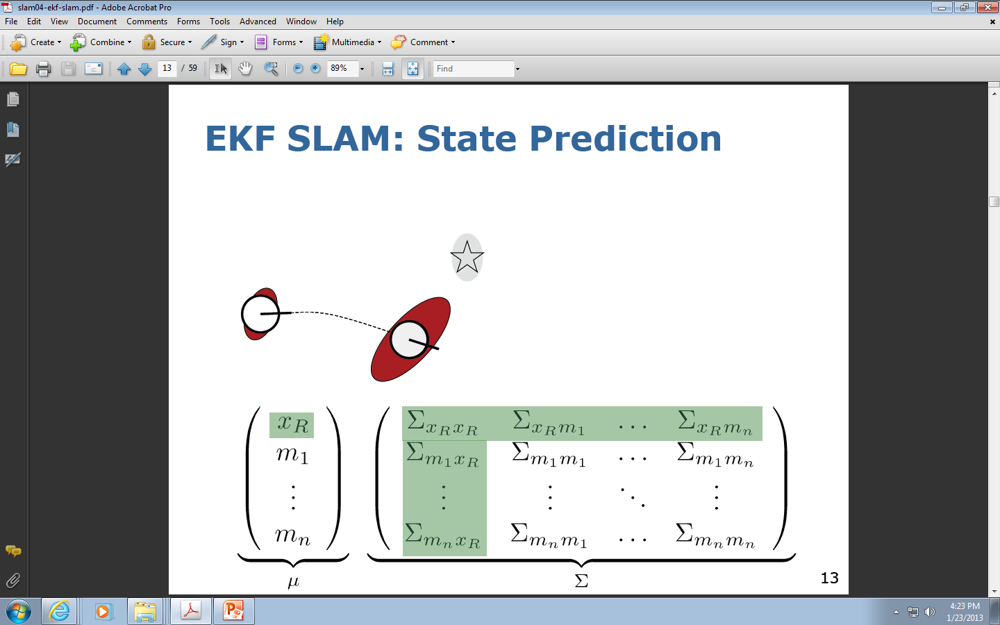 slam04-ekf-slam.pdf - Adobe Acrobat Pro
File Edit View Document Comments Forms Tools Advanced Window Help
Create Combine Secure Sign Forms Multimedia Comment
13 / 59 89% Find
EKF SLAM: State Prediction
x_R Σ_{x_R x_R} Σ_{x_R m_1} … Σ_{x_R m_n}
m_1 Σ_{m_1 x_R} Σ_{m_1 m_1} … Σ_{m_1 m_n}
⋮ ⋮ ⋮ ⋱ ⋮
m_n Σ_{m_n x_R} Σ_{m_n m_1} … Σ_{m_n m_n}
μ Σ
13
4:23 PM
1/23/2013